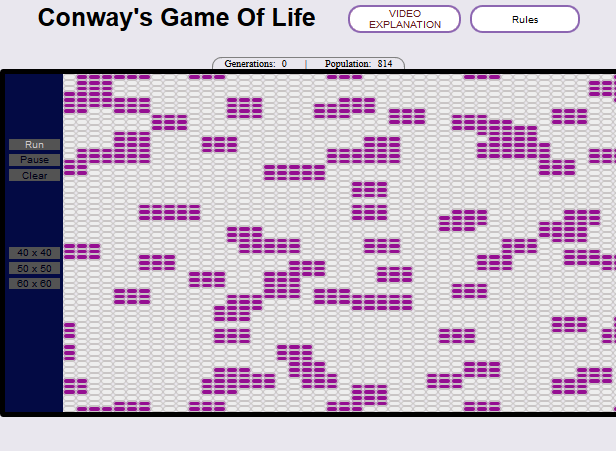 Conway's Game Of Life
VIDEO
EXPLANATION
Rules
Generations: 0 | Population: 814
Run
Pause
Clear
40 x 40
50 x 50
60 x 60